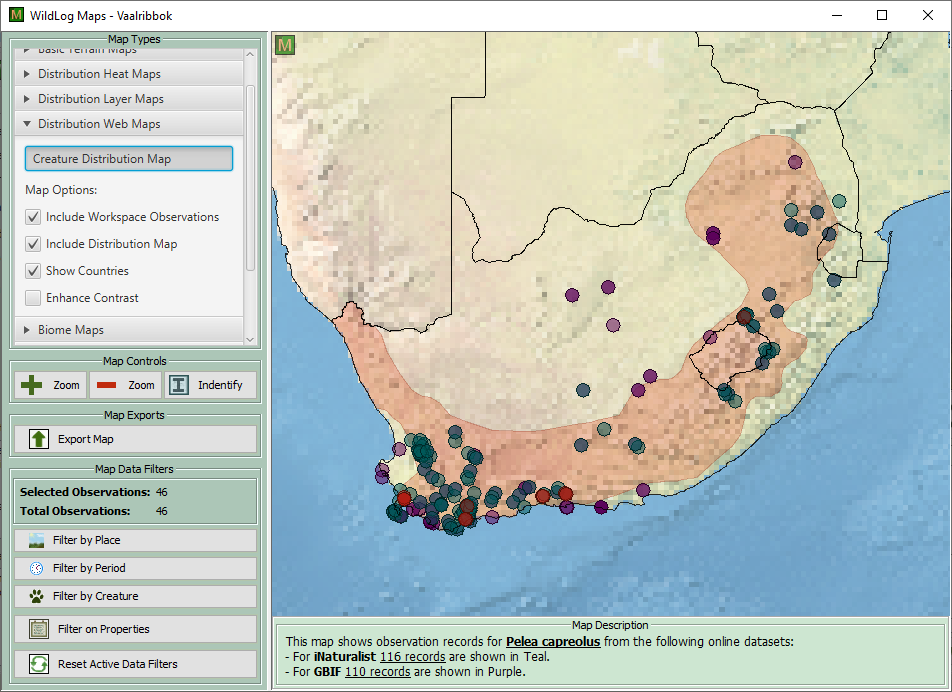 WildLog Maps - Vaalribbok
Map Types
Basic Terrain Maps
Distribution Heat Maps
Distribution Layer Maps
Distribution Web Maps
Creature Distribution Map
Map Options:
Include Workspace Observations
Include Distribution Map
Show Countries
Enhance Contrast
Biome Maps
Map Controls
Zoom Zoom Indentify
Map Exports
Export Map
Map Data Filters
Selected Observations: 46
Total Observations: 46
Filter by Place
Filter by Period
Filter by Creature
Filter on Properties
Reset Active Data Filters
M
Map Description
This map shows observation records for Pelea capreolus from the following online datasets:
- For iNaturalist 116 records are shown in Teal.
- For GBIF 110 records are shown in Purple.